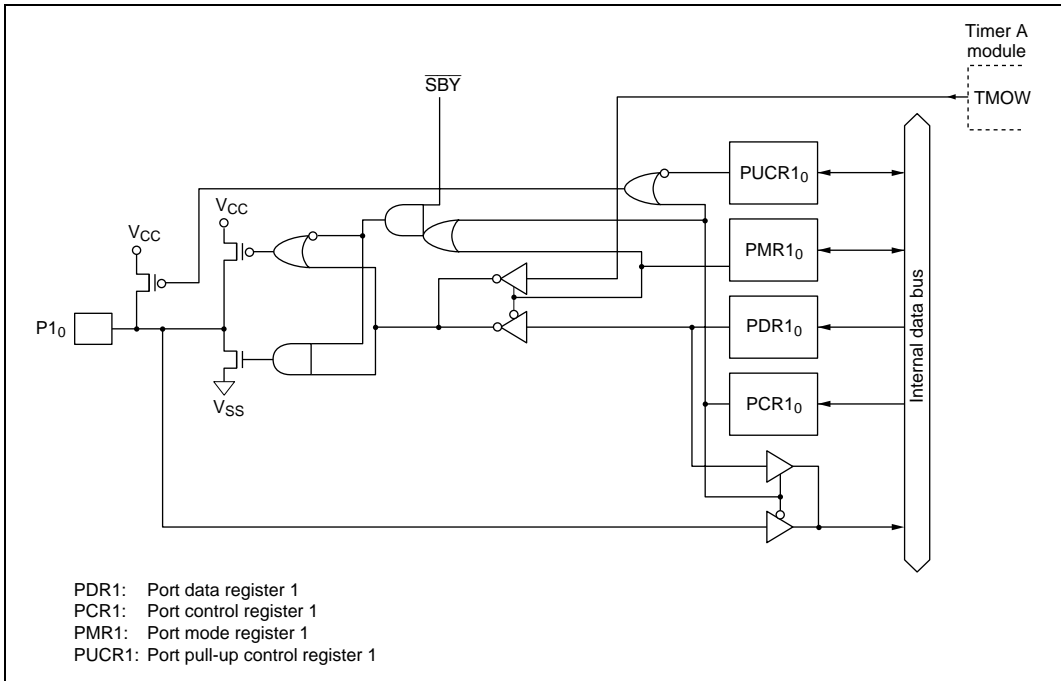 Timer A
module
TMOW
SBY
PUCR1₀
VCC
VCC
PMR1₀
P1₀
PDR1₀
Internal data bus
VSS
PCR1₀
PDR1: Port data register 1
PCR1: Port control register 1
PMR1: Port mode register 1
PUCR1: Port pull-up control register 1